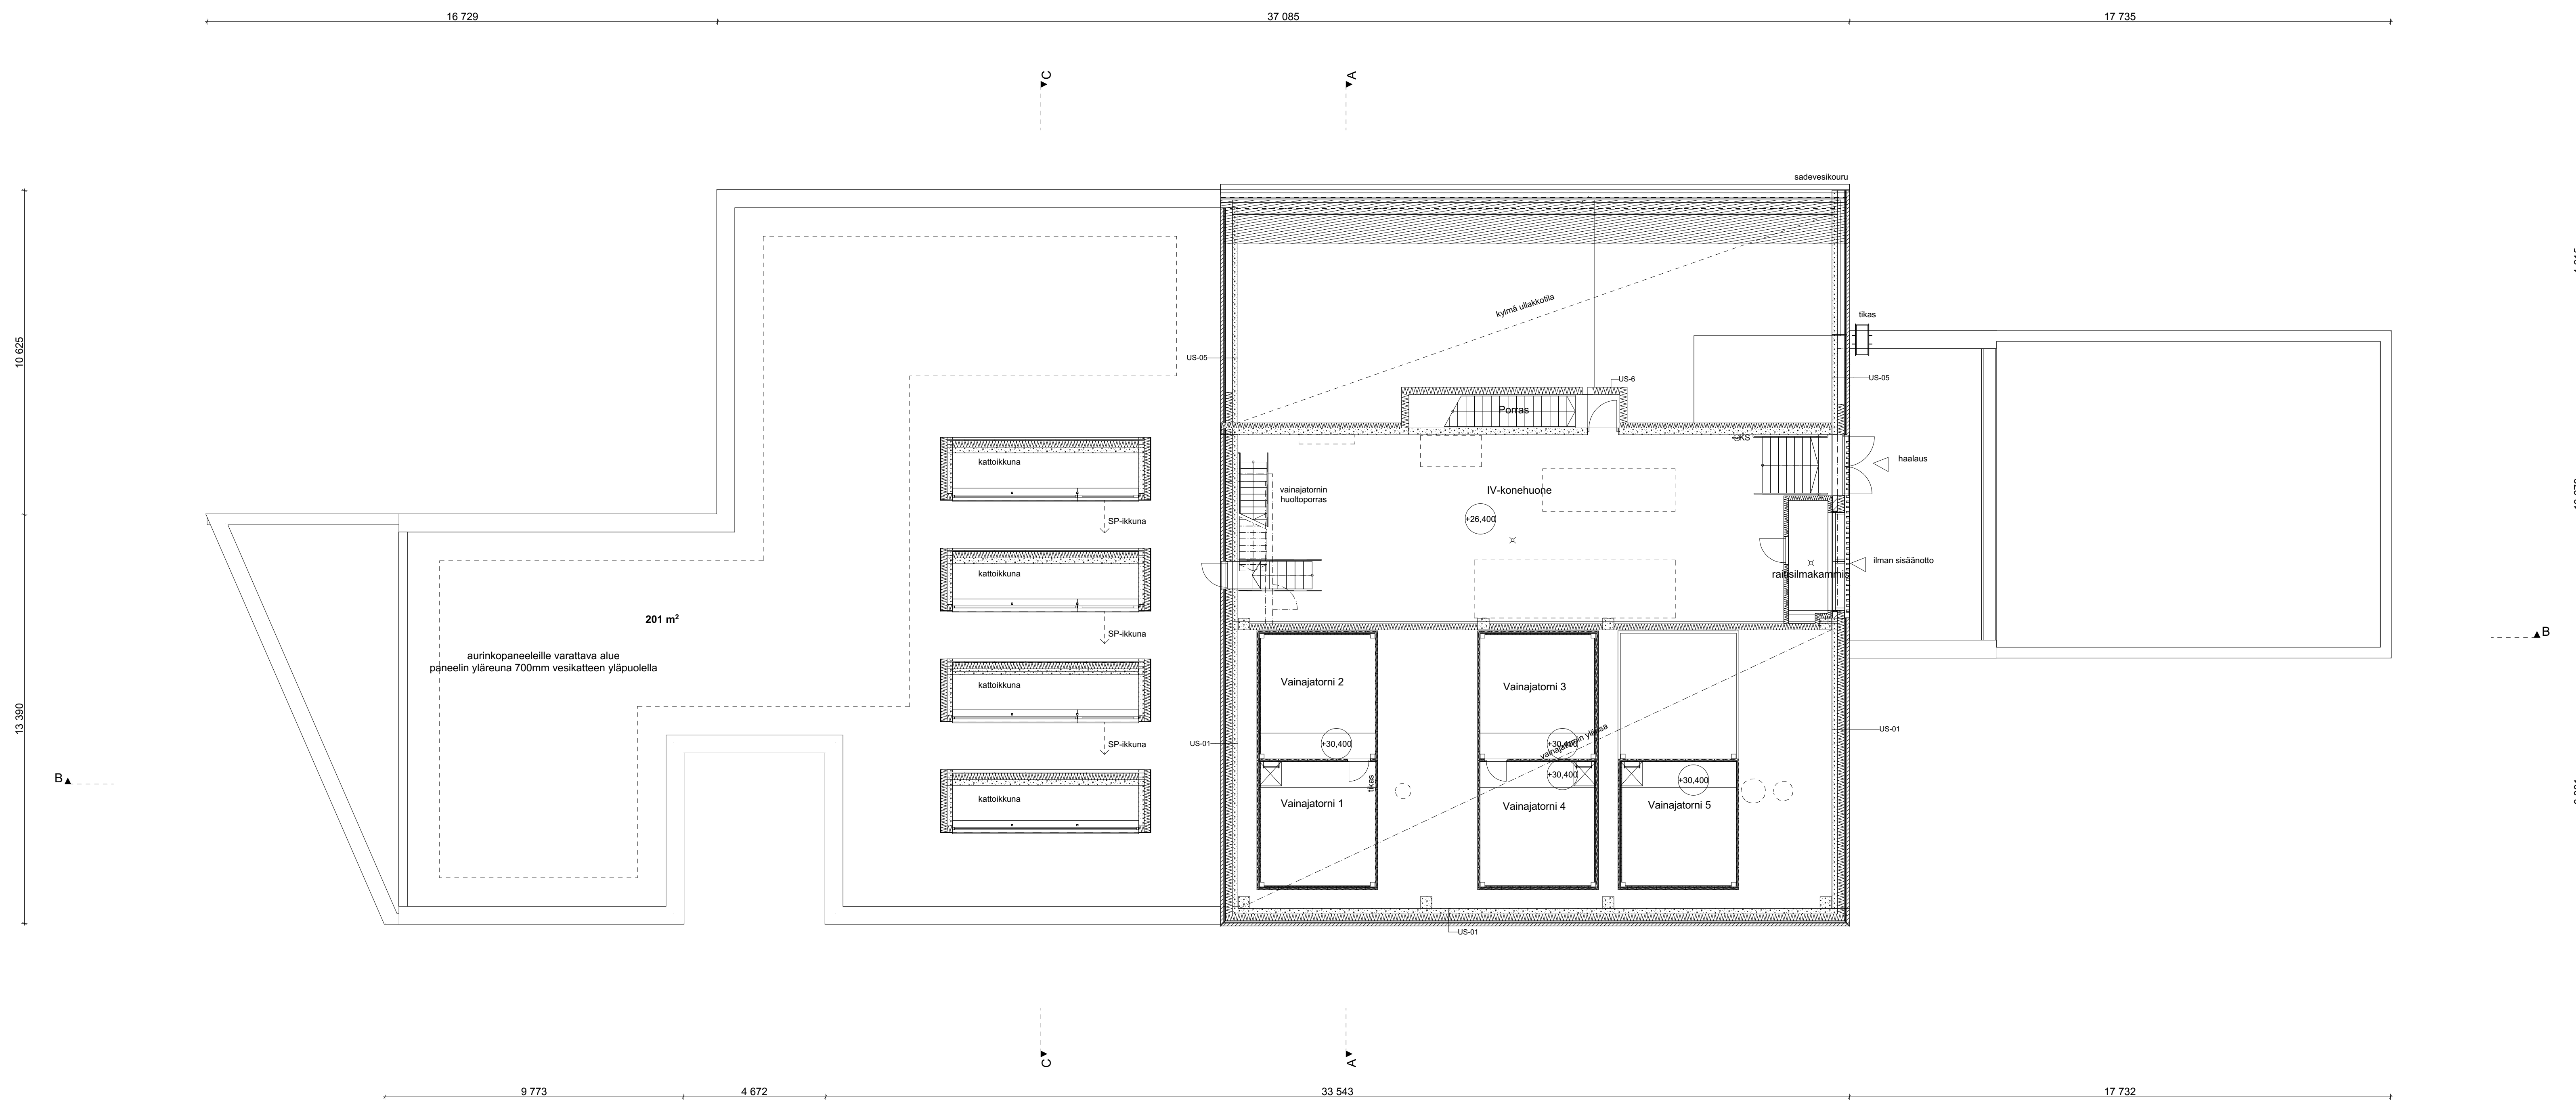 16 729
37 085
17 735
C
A
sadevesikouru
tikas
kylmä ullakkotila
10 625
US-05
US-05
US-6
Porras
KS
kattoikkuna
haalaus
vainajatornin
huoltoporras
IV-konehuone
+26,400
SP-ikkuna
ilman sisäänotto
kattoikkuna
raitisilmakammio
201 m²
SP-ikkuna
B
aurinkopaneeleille varattava alue
paneelin yläreuna 700mm vesikatteen yläpuolella
kattoikkuna
Vainajatorni 2
Vainajatorni 3
13 390
US-01
SP-ikkuna
US-01
+30,400
+30,400
vainajatornin yläosa
B
+30,400
+30,400
tikas
kattoikkuna
Vainajatorni 1
Vainajatorni 4
Vainajatorni 5
US-01
C
A
9 773
4 672
33 543
17 732